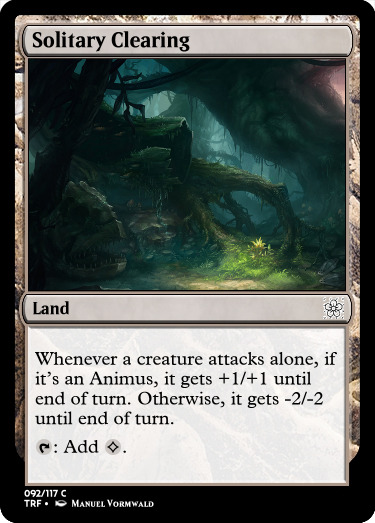 Solitary Clearing
Land
Whenever a creature attacks alone, if
it's an Animus, it gets +1/+1 until
end of turn. Otherwise, it gets -2/-2
until end of turn.
: Add .
092/117 C
TRF • Manuel Vormwald